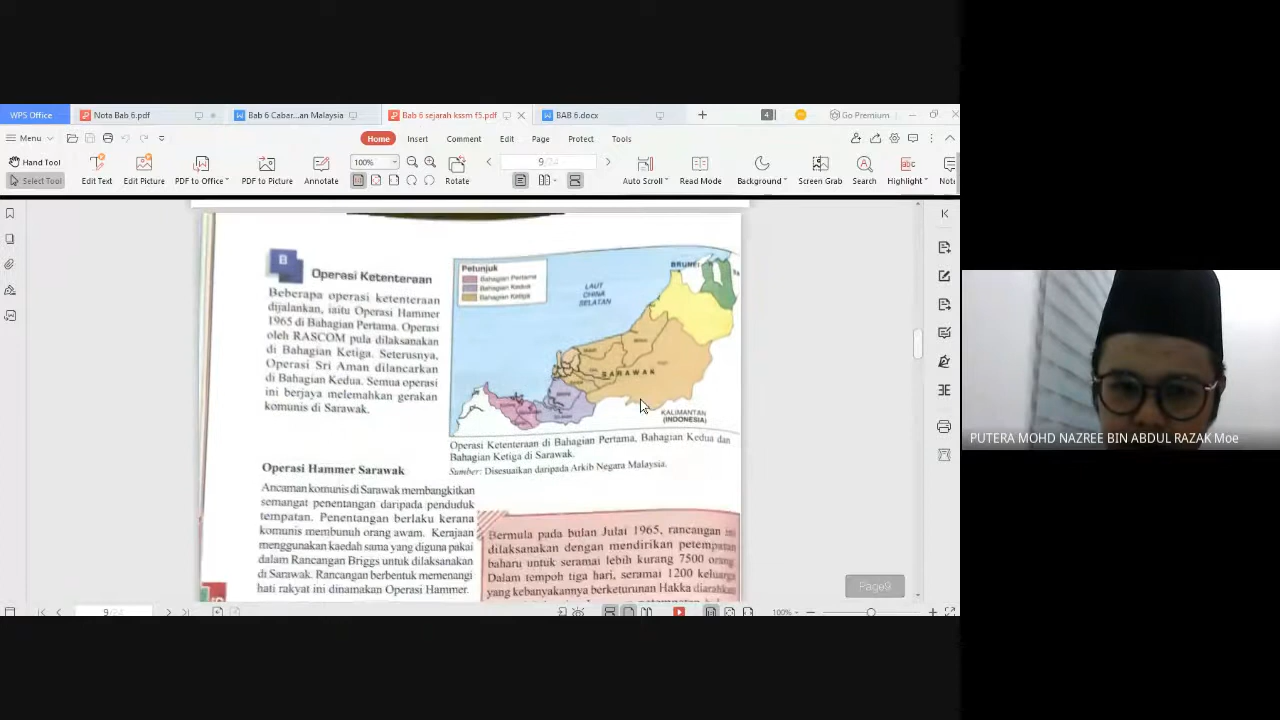 WPS Office
Nota Bab 6.pdf
Bab 6 Cabar...an Malaysia
Bab 6 sejarah kssm f5.pdf
BAB 6.docx
4
Go Premium
Menu
Home
Insert
Comment
Edit
Page
Protect
Tools
Hand Tool
Select Tool
Edit Text
Edit Picture
PDF to Office
PDF to Picture
Annotate
100%
Rotate
9/24
Auto Scroll
Read Mode
Background
Screen Grab
Search
Highlight
B
Operasi Ketenteraan
Beberapa operasi ketenteraan
dijalankan, iaitu Operasi Hammer
1965 di Bahagian Pertama. Operasi
oleh RASCOM pula dilaksanakan
di Bahagian Ketiga. Seterusnya,
Operasi Sri Aman dilancarkan
di Bahagian Kedua. Semua operasi
ini berjaya melemahkan gerakan
komunis di Sarawak.
Petunjuk
Bahagian Pertama
Bahagian Kedua
Bahagian Ketiga
LAUT
CHINA
SELATAN
BRUNEI
SARAWAK
KALIMANTAN
(INDONESIA)
Operasi Ketenteraan di Bahagian Pertama, Bahagian Kedua dan
Bahagian Ketiga di Sarawak.
Sumber: Disesuaikan daripada Arkib Negara Malaysia.
Operasi Hammer Sarawak
Ancaman komunis di Sarawak membangkitkan
semangat penentangan daripada penduduk
tempatan. Penentangan berlaku kerana
komunis membunuh orang awam. Kerajaan
menggunakan kaedah sama yang diguna pakai
dalam Rancangan Briggs untuk dilaksanakan
di Sarawak. Rancangan berbentuk memenangi
hati rakyat ini dinamakan Operasi Hammer.
Bermula pada bulan Julai 1965, rancangan ini
dilaksanakan dengan mendirikan petempatan
baharu untuk seramai lebih kurang 7500 orang.
Dalam tempoh tiga hari, seramai 1200 keluarga
yang kebanyakannya berketurunan Hakka diarahkan
Page9
9/24
100%
PUTERA MOHD NAZREE BIN ABDUL RAZAK Moe